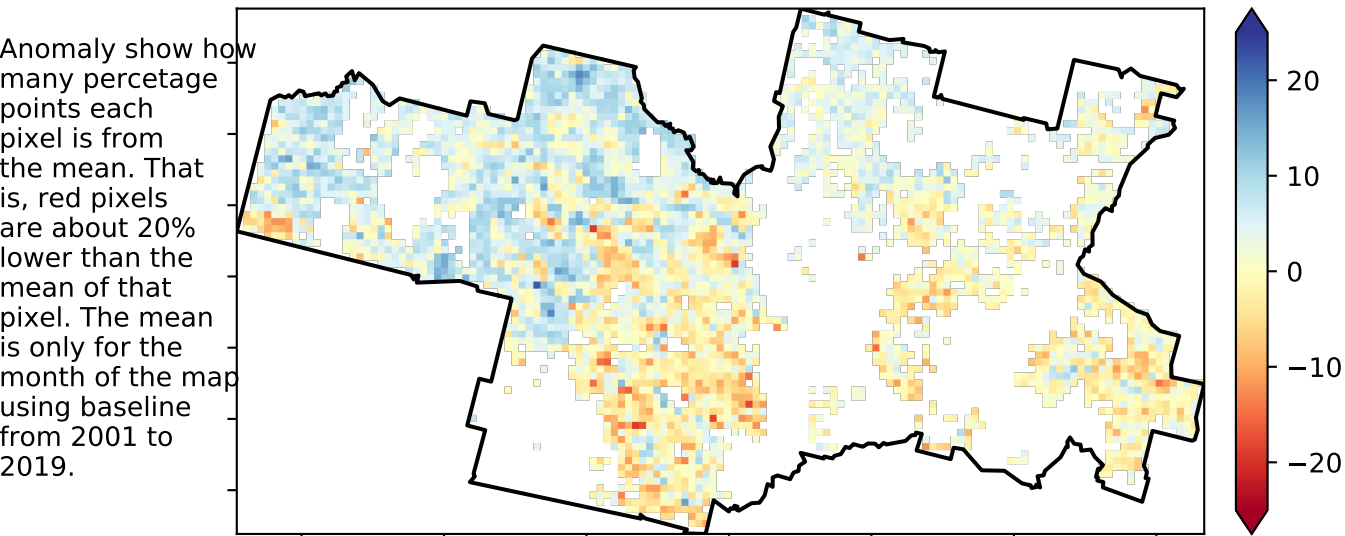 Anomaly show how
many percetage
points each
pixel is from
the mean. That
is, red pixels
are about 20%
lower than the
mean of that
pixel. The mean
is only for the
month of the map
using baseline
from 2001 to
2019.
20
10
0
−10
−20